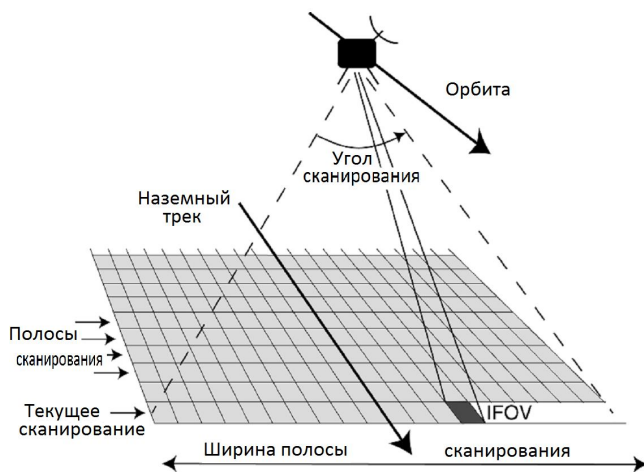 Орбита
Угол
сканирования
Наземный
трек
Полосы
сканирования
Текущее
сканирование
IFOV
Ширина полосы сканирования